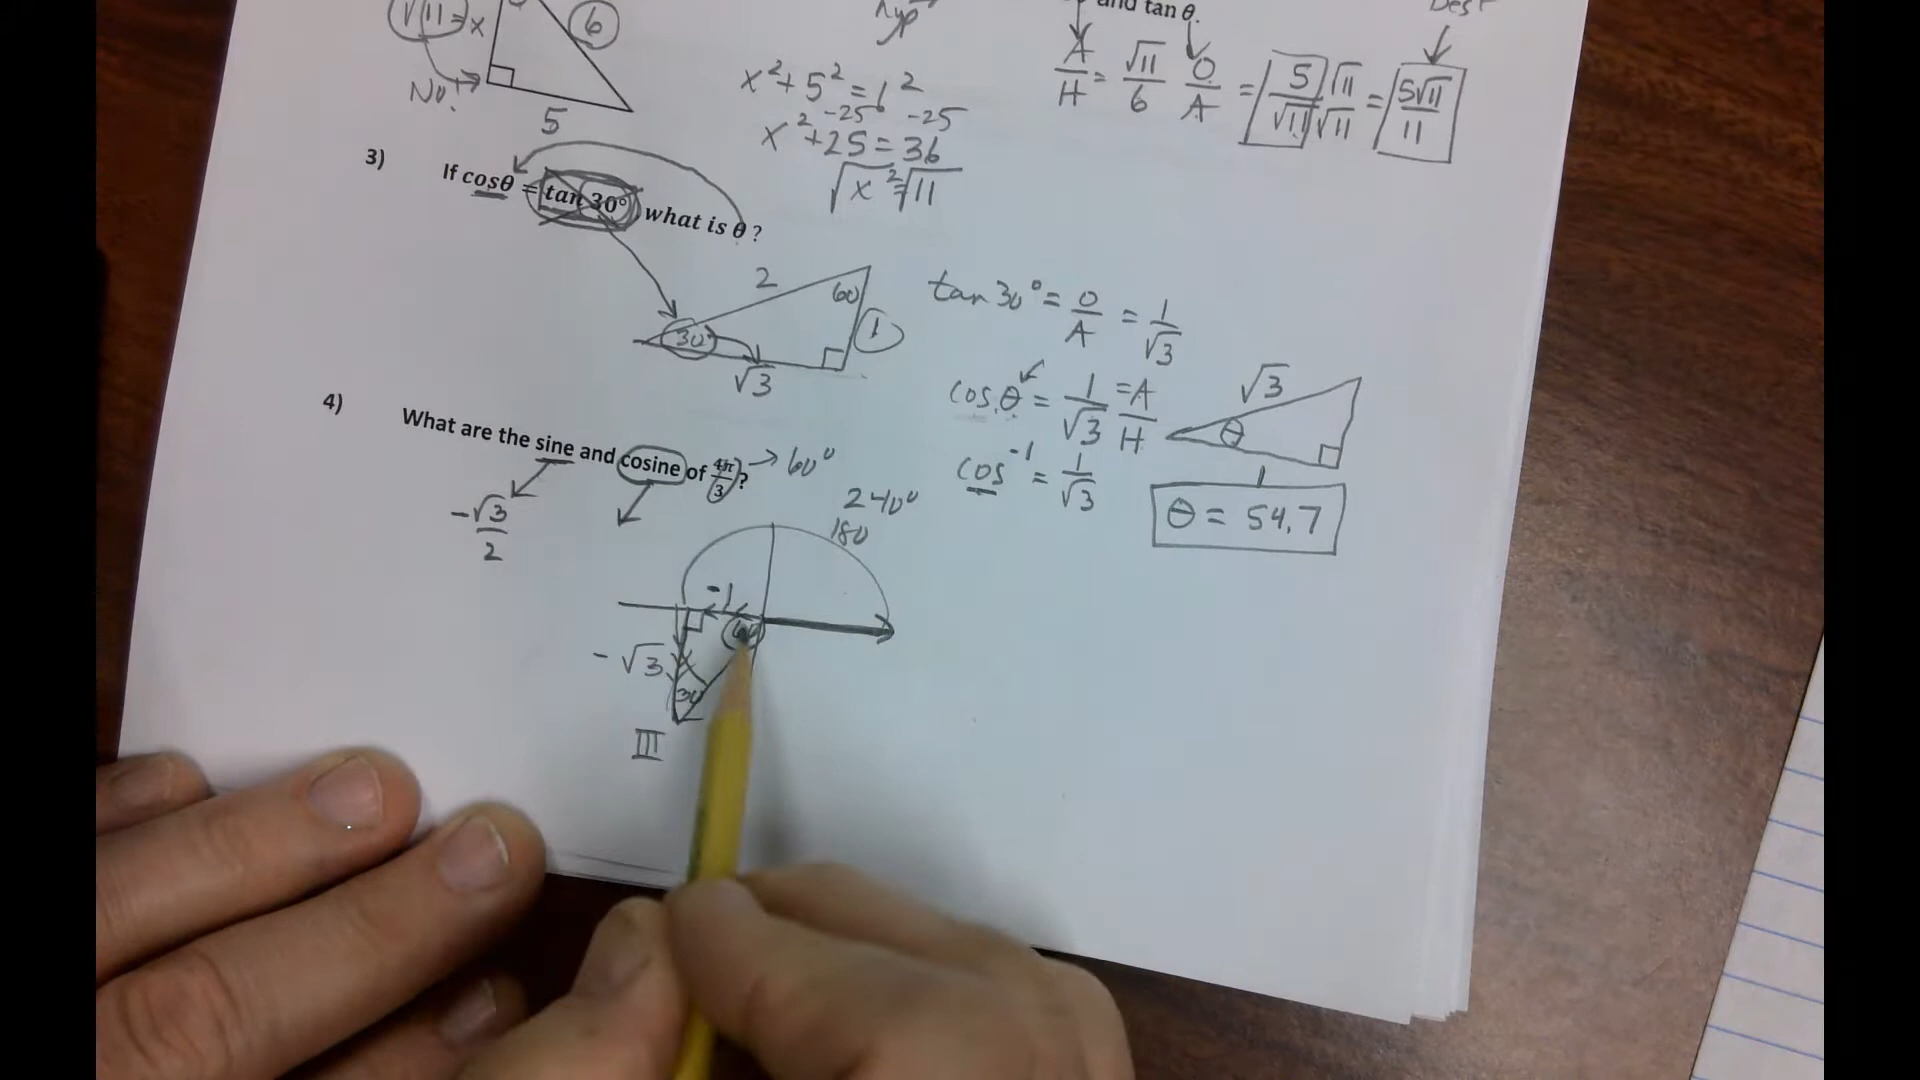 √11 = x
6
No!
5
hyp
x² + 5² = 6²
-25 -25
x² + 25 = 36
√x² = √11
and tan θ.
A/H = √11/6
O/A = 5/√11 √11/√11 = 5√11/11
Best
3) If cosθ = tan 30°, what is θ?
2
60
30
1
√3
tan 30° = O/A = 1/√3
cos θ = 1/√3 = A/H
cos⁻¹ = 1/√3
√3
θ
1
θ = 54.7
4) What are the sine and cosine of 4π/3?
→ 60°
-√3/2
240°
180
-1
60
- √3
30
III